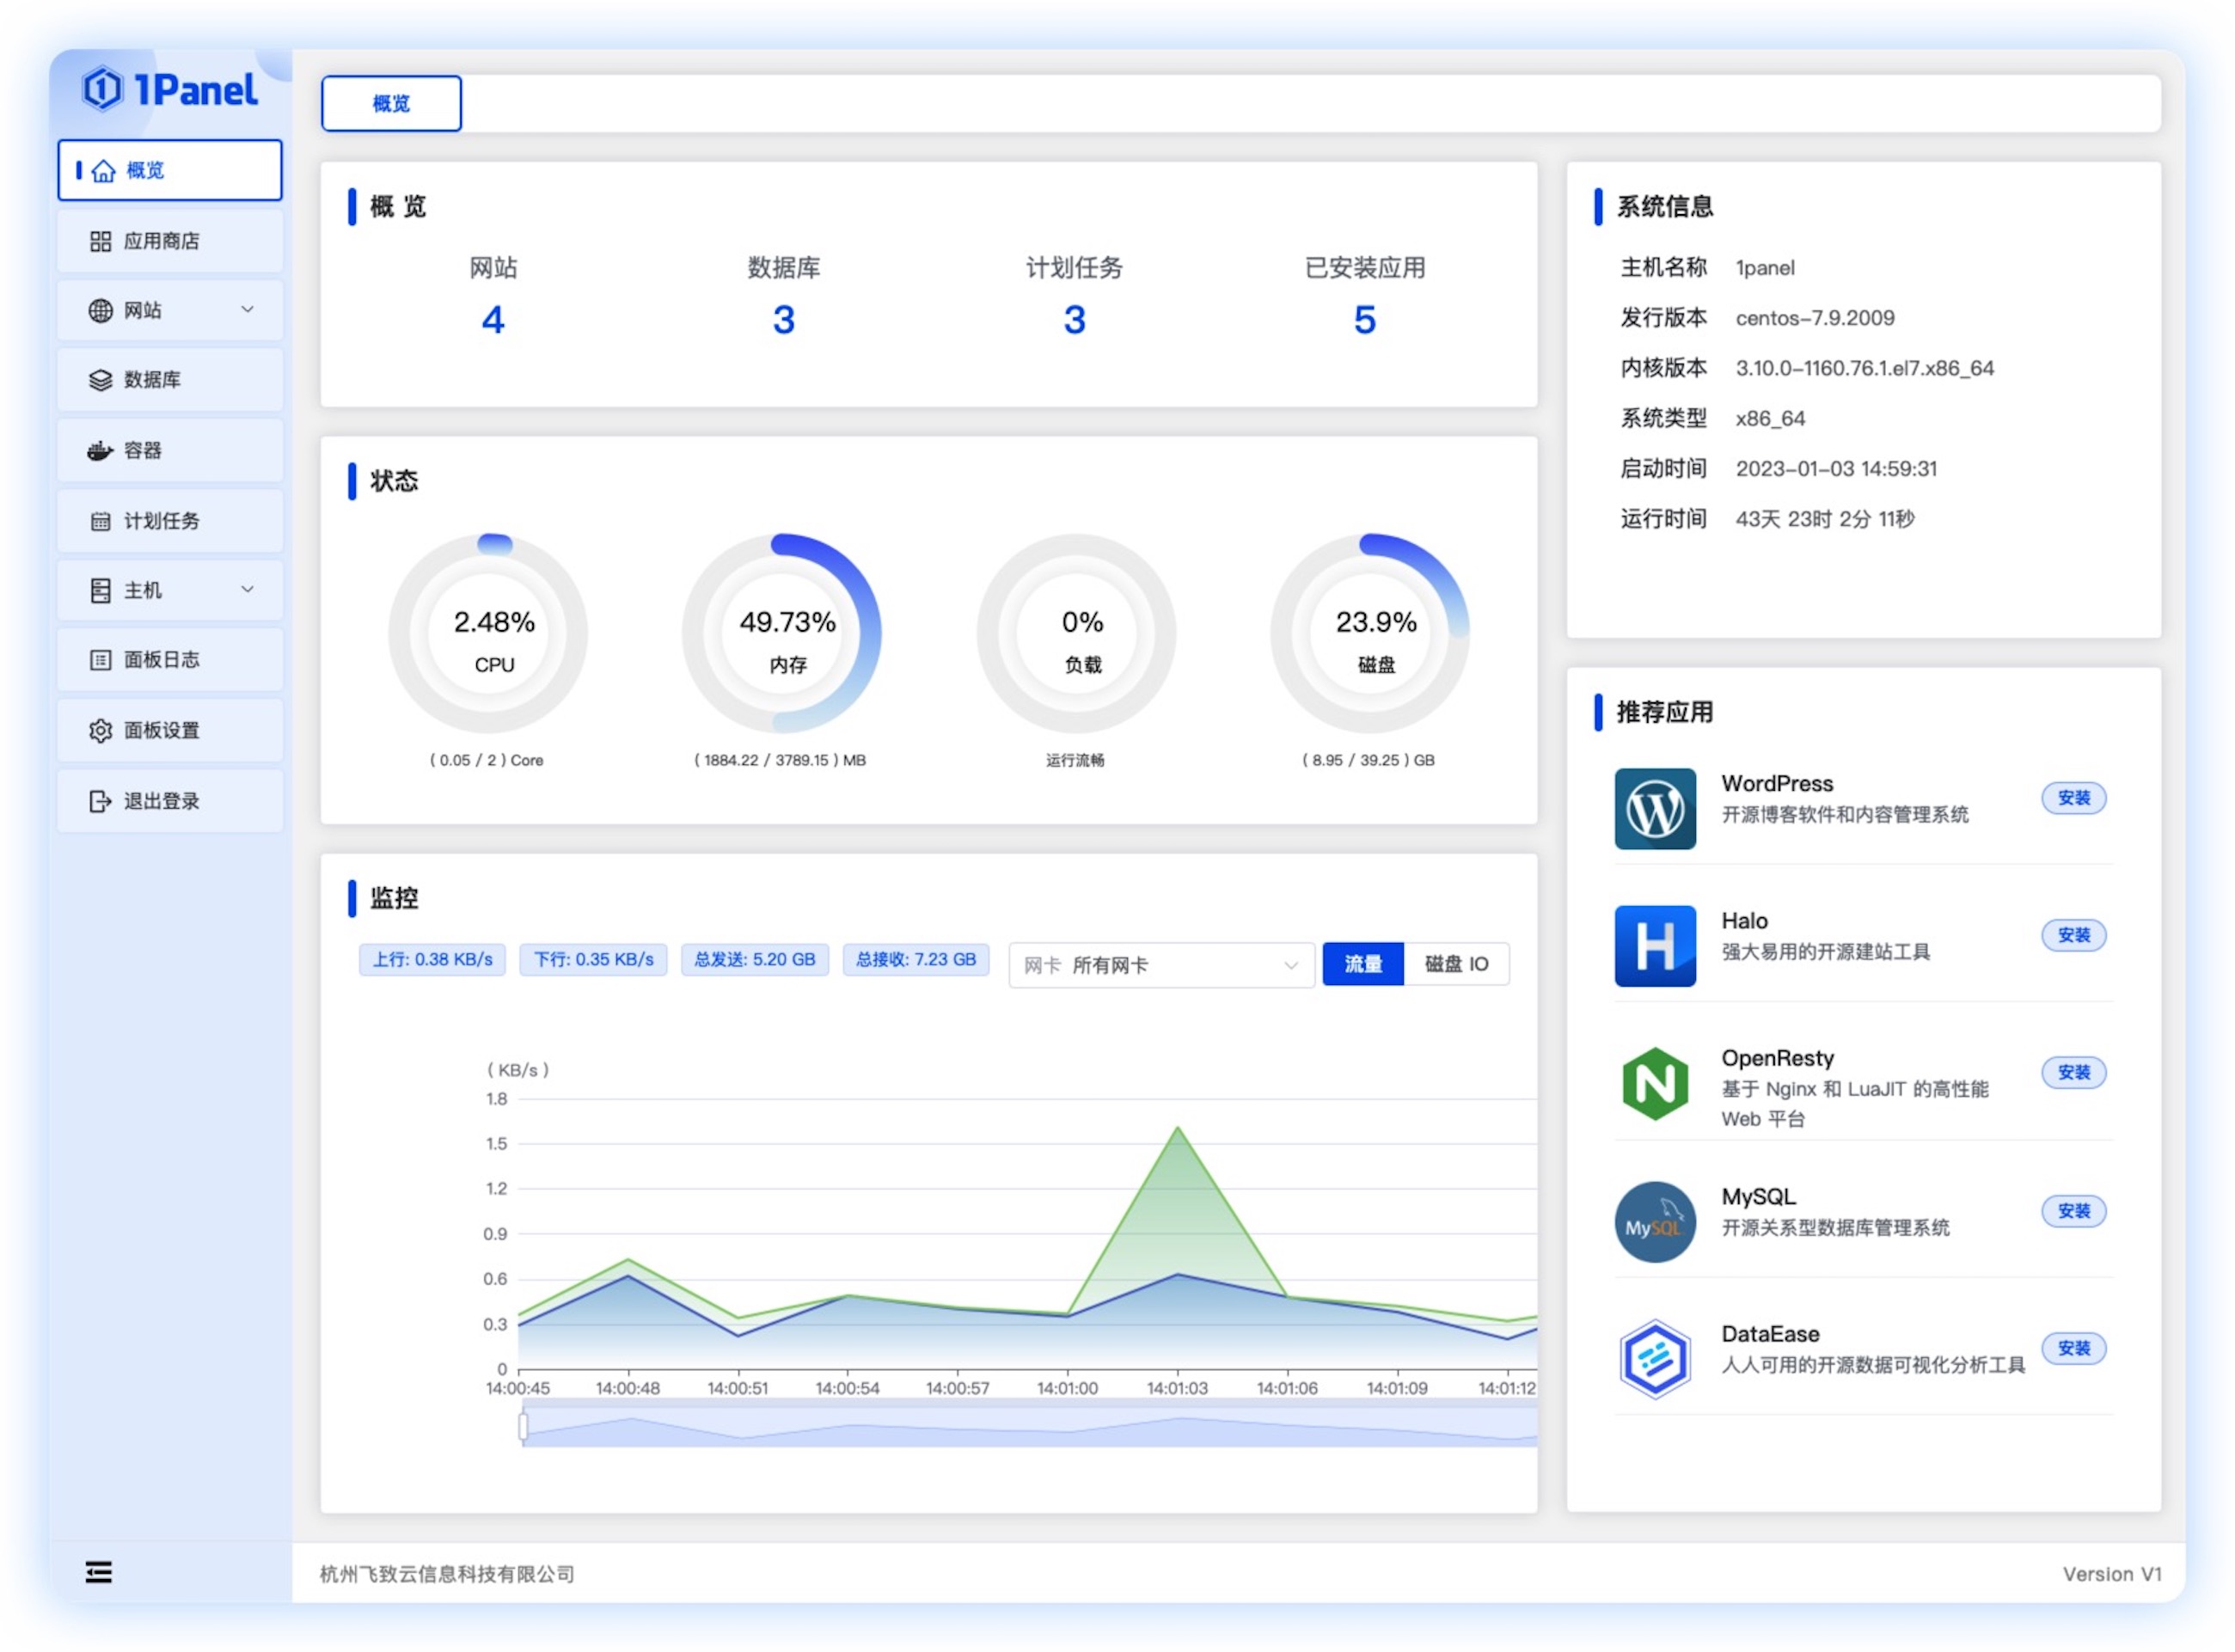 1Panel
概览
应用商店
网站
数据库
容器
计划任务
主机
面板日志
面板设置
退出登录
概览
概 览
网站 数据库 计划任务 已安装应用
4 3 3 5
状态
2.48% 49.73% 0% 23.9%
CPU 内存 负载 磁盘
( 0.05 / 2 ) Core ( 1884.22 / 3789.15 ) MB 运行流畅 ( 8.95 / 39.25 ) GB
监控
上行: 0.38 KB/s 下行: 0.35 KB/s 总发送: 5.20 GB 总接收: 7.23 GB 网卡 所有网卡 流量 磁盘 IO
( KB/s )
1.8
1.5
1.2
0.9
0.6
0.3
0
14:00:45 14:00:48 14:00:51 14:00:54 14:00:57 14:01:00 14:01:03 14:01:06 14:01:09 14:01:12
系统信息
主机名称 1panel
发行版本 centos-7.9.2009
内核版本 3.10.0-1160.76.1.el7.x86_64
系统类型 x86_64
启动时间 2023-01-03 14:59:31
运行时间 43天 23时 2分 11秒
推荐应用
WordPress
开源博客软件和内容管理系统
安装
Halo
强大易用的开源建站工具
安装
OpenResty
基于 Nginx 和 LuaJIT 的高性能
Web 平台
安装
MySQL
MySQL
开源关系型数据库管理系统
安装
DataEase
人人可用的开源数据可视化分析工具
安装
杭州飞致云信息科技有限公司
Version V1